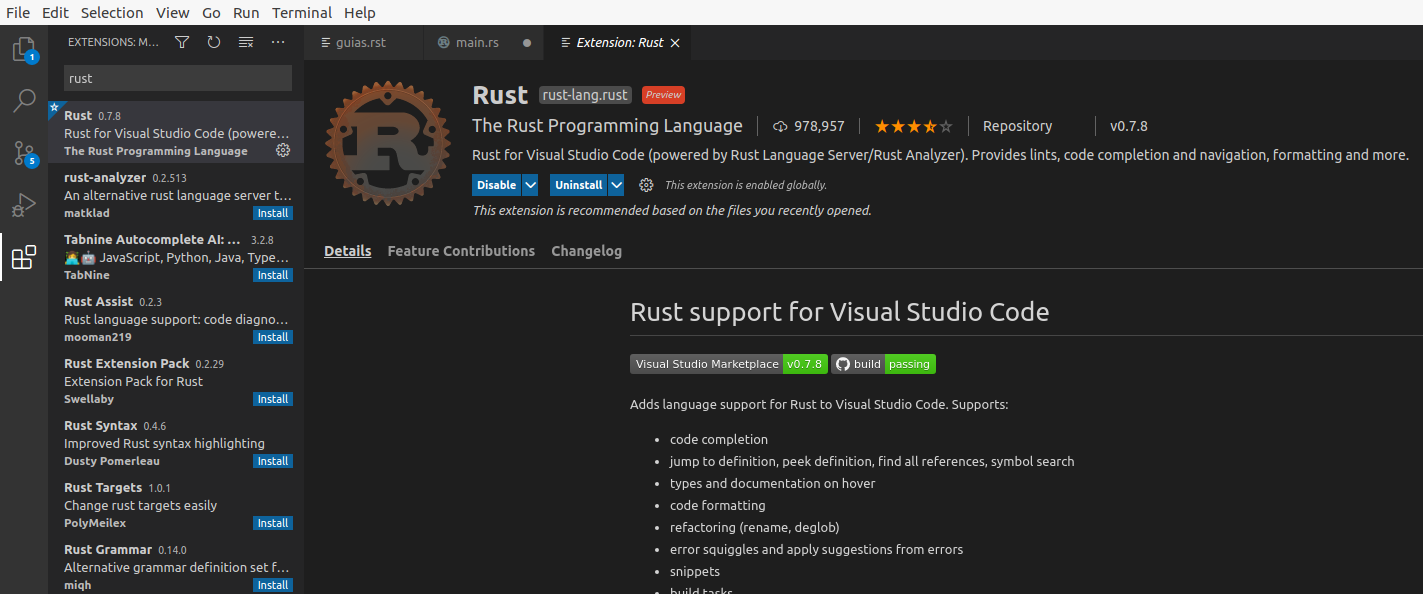 File Edit Selection View Go Run Terminal Help
EXTENSIONS: M...
rust
Rust 0.7.8
Rust for Visual Studio Code (powere...
The Rust Programming Language
rust-analyzer 0.2.513
An alternative rust language server t...
matklad Install
Tabnine Autocomplete AI: ... 3.2.8
JavaScript, Python, Java, Type...
TabNine Install
Rust Assist 0.2.3
Rust language support: code diagno...
mooman219 Install
Rust Extension Pack 0.2.29
Extension Pack for Rust
Swellaby Install
Rust Syntax 0.4.6
Improved Rust syntax highlighting
Dusty Pomerleau Install
Rust Targets 1.0.1
Change rust targets easily
PolyMeilex Install
Rust Grammar 0.14.0
Alternative grammar definition set f...
miqh Install
1
5
guias.rst main.rs Extension: Rust
R
Rust rust-lang.rust Preview
The Rust Programming Language 978,957 Repository v0.7.8
Rust for Visual Studio Code (powered by Rust Language Server/Rust Analyzer). Provides lints, code completion and navigation, formatting and more.
Disable Uninstall This extension is enabled globally.
This extension is recommended based on the files you recently opened.
Details Feature Contributions Changelog
Rust support for Visual Studio Code
Visual Studio Marketplace v0.7.8 build passing
Adds language support for Rust to Visual Studio Code. Supports:
• code completion
• jump to definition, peek definition, find all references, symbol search
• types and documentation on hover
• code formatting
• refactoring (rename, deglob)
• error squiggles and apply suggestions from errors
• snippets
• build tasks